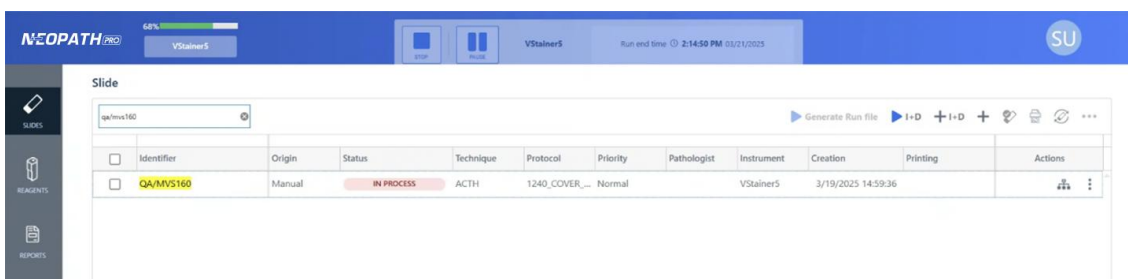 NEOPATH PRO
68%
VStainer5
STOP
PAUSE
VStainer5
Run end time 2:14:50 PM 03/21/2025
SU
SLIDES
REAGENTS
REPORTS
Slide
qa/mvs160
Generate Run file
I+D
I+D
Identifier Origin Status Technique Protocol Priority Pathologist Instrument Creation Printing Actions
QA/MVS160 Manual IN PROCESS ACTH 1240_COVER_... Normal VStainer5 3/19/2025 14:59:36